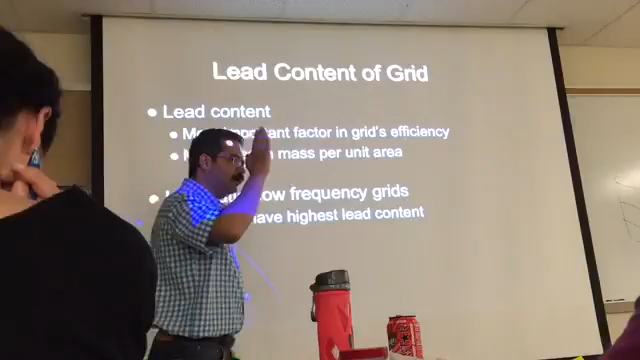 Lead Content of Grid
• Lead content
• factor in grid's efficiency
• mass per unit area
• low frequency grids
have highest lead content